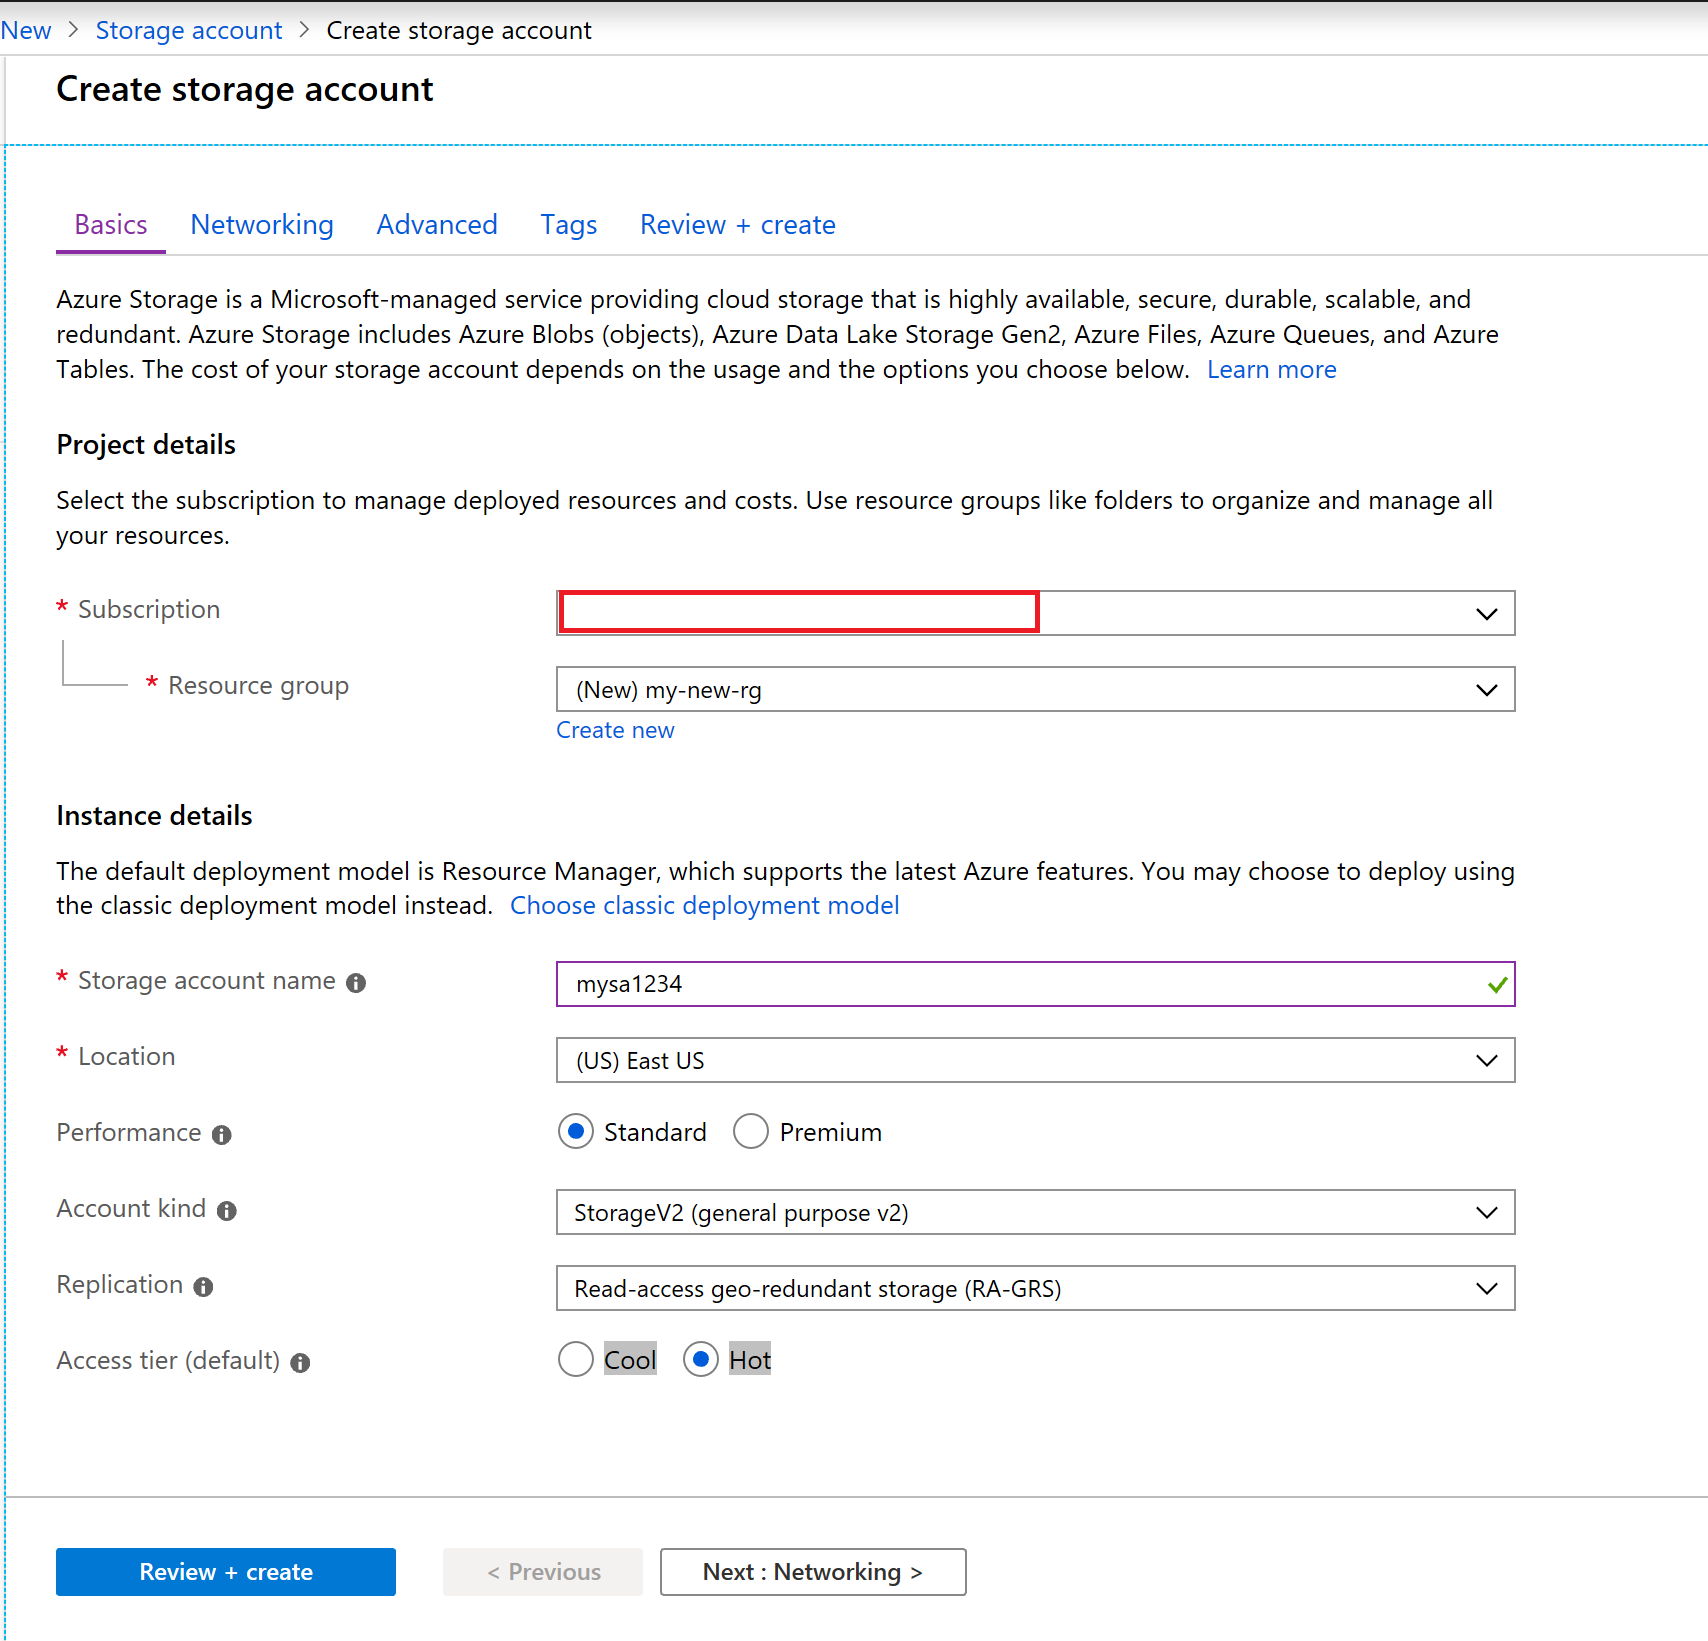 New > Storage account > Create storage account
Create storage account
Basics Networking Advanced Tags Review + create
Azure Storage is a Microsoft-managed service providing cloud storage that is highly available, secure, durable, scalable, and
redundant. Azure Storage includes Azure Blobs (objects), Azure Data Lake Storage Gen2, Azure Files, Azure Queues, and Azure
Tables. The cost of your storage account depends on the usage and the options you choose below. Learn more
Project details
Select the subscription to manage deployed resources and costs. Use resource groups like folders to organize and manage all
your resources.
* Subscription
* Resource group (New) my-new-rg
Create new
Instance details
The default deployment model is Resource Manager, which supports the latest Azure features. You may choose to deploy using
the classic deployment model instead. Choose classic deployment model
* Storage account name mysa1234
* Location (US) East US
Performance Standard Premium
Account kind StorageV2 (general purpose v2)
Replication Read-access geo-redundant storage (RA-GRS)
Access tier (default) Cool Hot
Review + create < Previous Next : Networking >